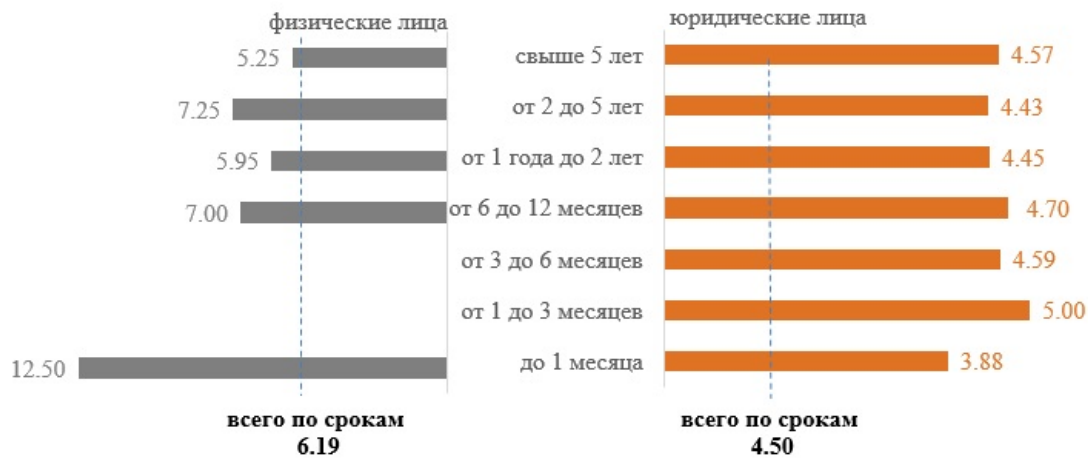 физические лица
юридические лица
5.25 свыше 5 лет 4.57
7.25 от 2 до 5 лет 4.43
5.95 от 1 года до 2 лет 4.45
7.00 от 6 до 12 месяцев 4.70
от 3 до 6 месяцев 4.59
от 1 до 3 месяцев 5.00
12.50 до 1 месяца 3.88
всего по срокам
6.19
всего по срокам
4.50